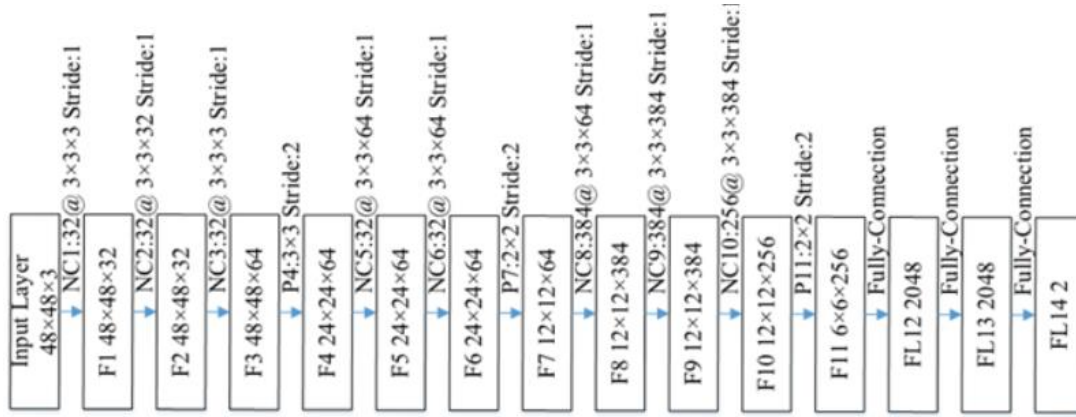 Input Layer
48×48×3
NC1:32@ 3×3×3 Stride:1
F1 48×48×32
NC2:32@ 3×3×32 Stride:1
F2 48×48×32
NC3:32@ 3×3×3 Stride:1
F3 48×48×64
P4:3×3 Stride:2
F4 24×24×64
NC5:32@ 3×3×64 Stride:1
F5 24×24×64
NC6:32@ 3×3×64 Stride:1
F6 24×24×64
P7:2×2 Stride:2
F7 12×12×64
NC8:384@ 3×3×64 Stride:1
F8 12×12×384
NC9:384@ 3×3×384 Stride:1
F9 12×12×384
NC10:256@ 3×3×384 Stride:1
F10 12×12×256
P11:2×2 Stride:2
F11 6×6×256
Fully-Connection
FL12 2048
Fully-Connection
FL13 2048
Fully-Connection
FL14 2